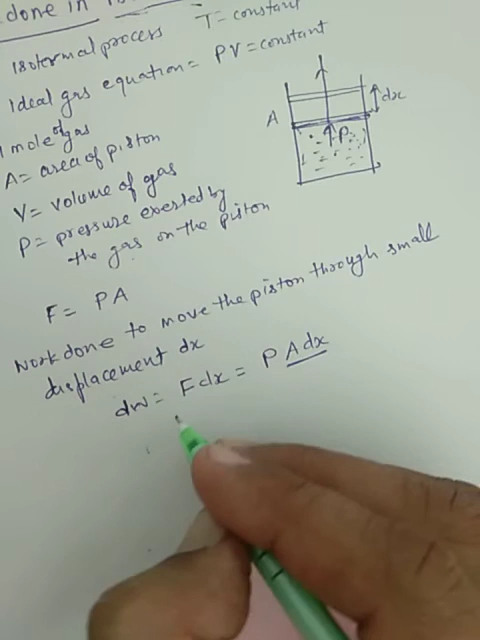 done in
Isothermal process T = constant
Ideal gas equation = PV = constant
1 mole of gas
A = area of piston
V = volume of gas
P = pressure exerted by
the gas on the piston
A
dx
P
F = PA
Work done to move the piston through small
displacement dx
dW = Fdx = P Adx